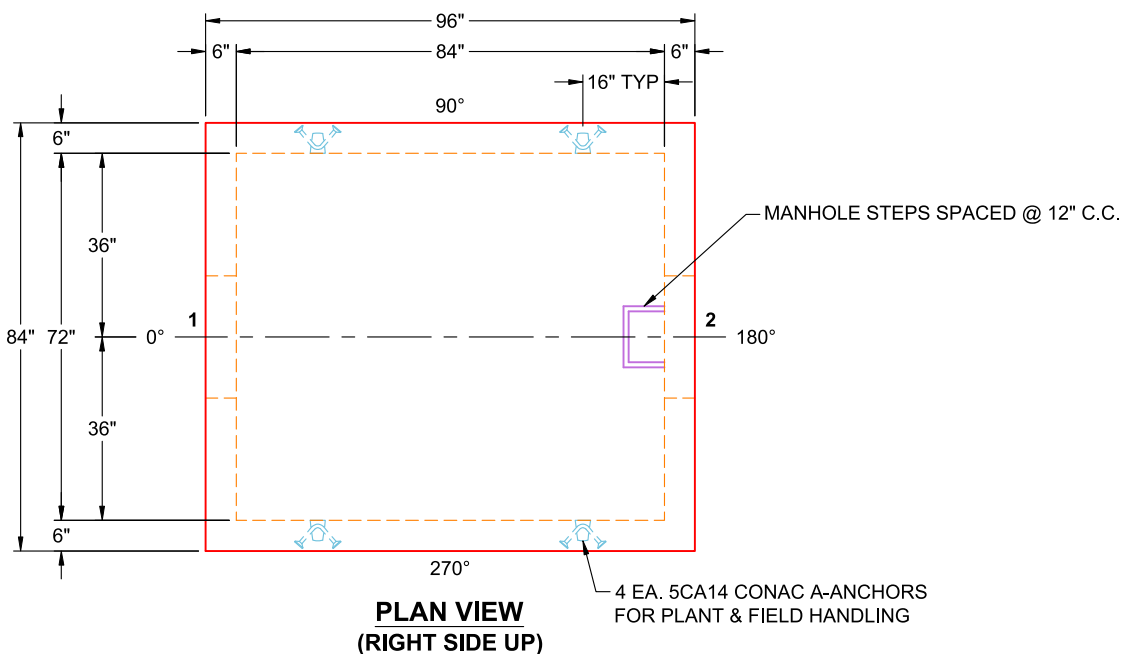 96"
6"
84"
6"
16" TYP
90°
6"
36"
MANHOLE STEPS SPACED @ 12" C.C.
84"
72"
0°
1
2
180°
36"
6"
270°
4 EA. 5CA14 CONAC A-ANCHORS
FOR PLANT & FIELD HANDLING
PLAN VIEW
(RIGHT SIDE UP)